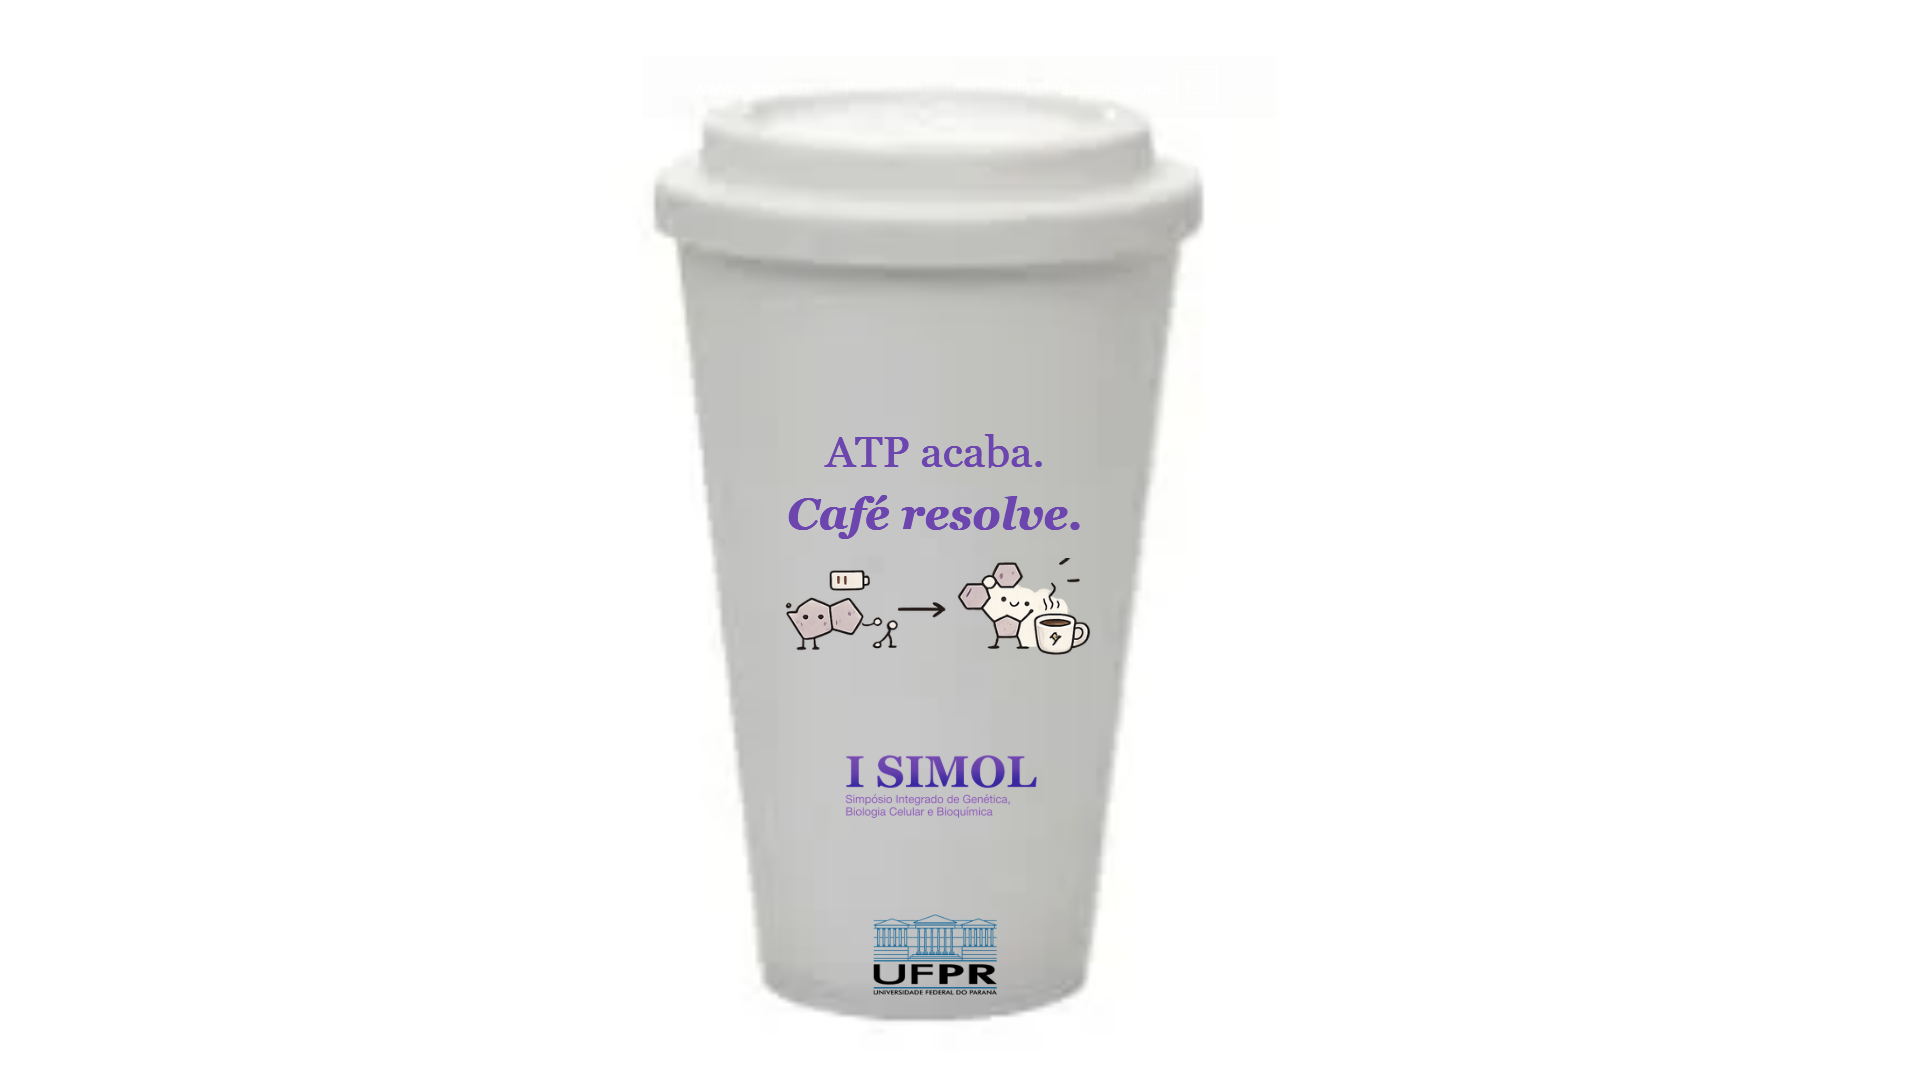 ATP acaba.
Café resolve.
I SIMOL
Simpósio Integrado de Genética,
Biologia Celular e Bioquímica
UFPR
UNIVERSIDADE FEDERAL DO PARANÁ